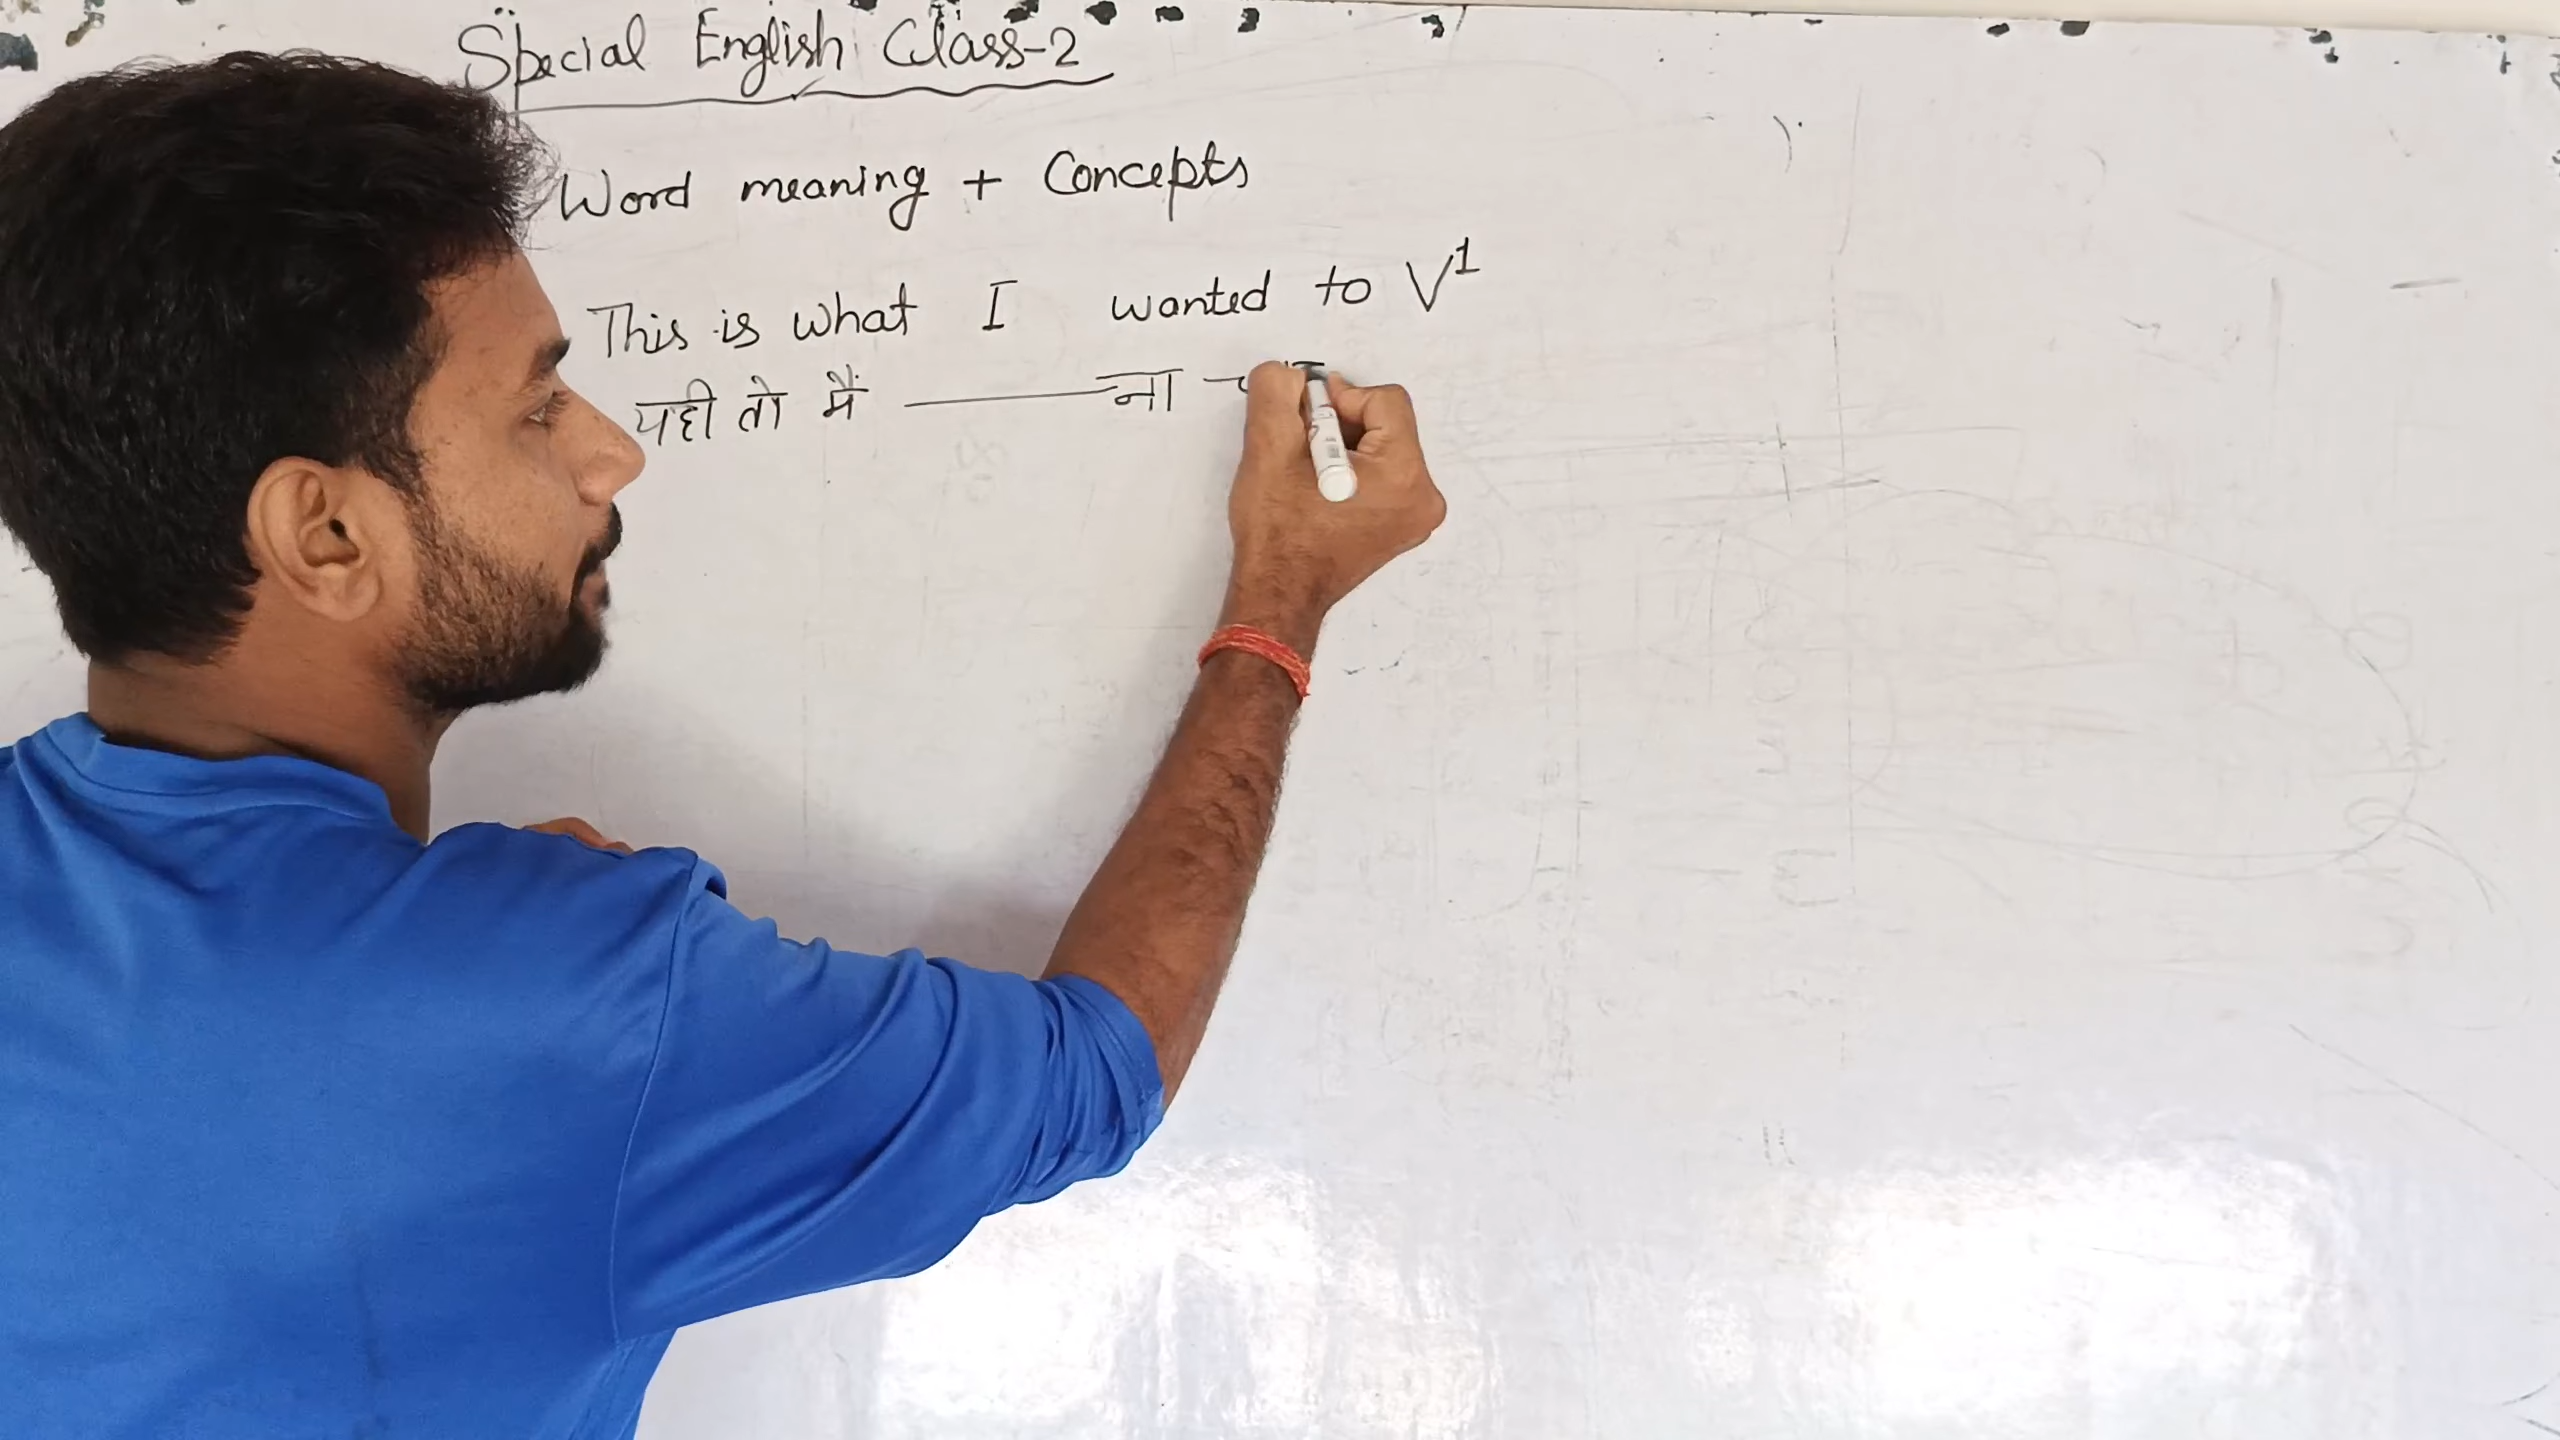 Special English Class-2
Word meaning + Concepts
This is what I wanted to V¹
यही तो मैं ———ना